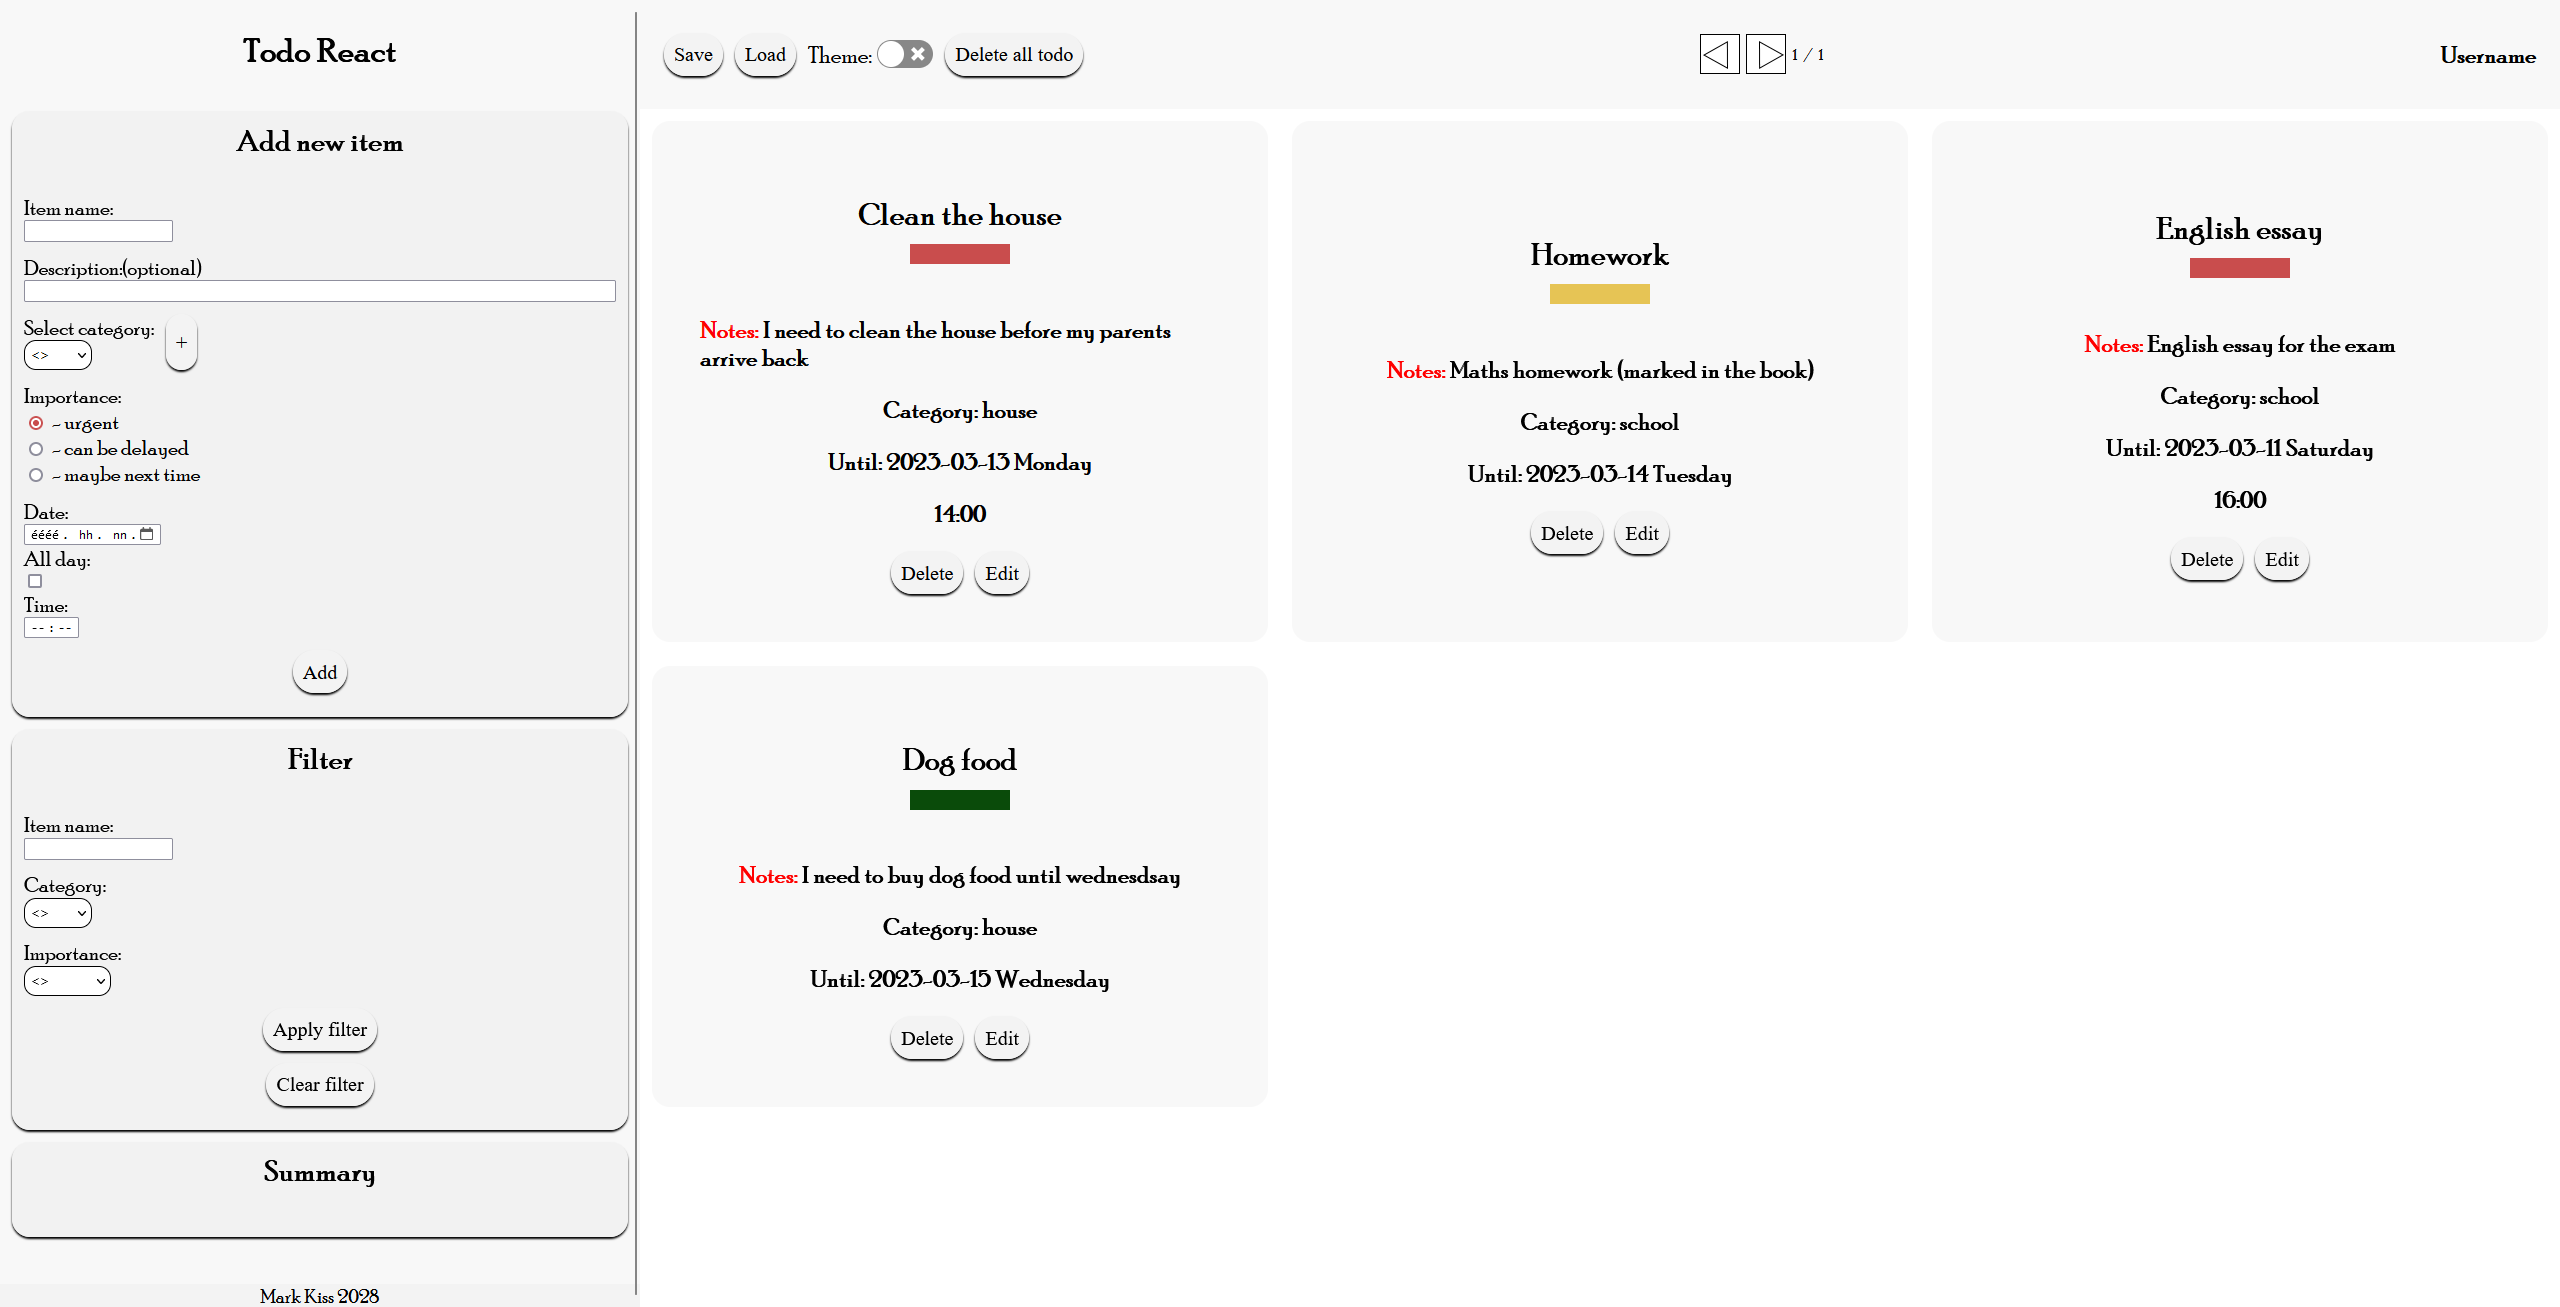 Todo React
Add new item
Item name:
Description:(optional)
Select category:
<>
+
Importance:
- urgent
- can be delayed
- maybe next time
Date:
éééé. hh. nn.
All day:
Time:
--:--
Add
Filter
Item name:
Category:
<>
Importance:
<>
Apply filter
Clear filter
Summary
Mark Kiss 2028
Save
Load
Theme:
Delete all todo
1 / 1
Username
Clean the house
Notes: I need to clean the house before my parents
arrive back
Category: house
Until: 2023-03-13 Monday
14:00
Delete
Edit
Homework
Notes: Maths homework (marked in the book)
Category: school
Until: 2023-03-14 Tuesday
Delete
Edit
English essay
Notes: English essay for the exam
Category: school
Until: 2023-03-11 Saturday
16:00
Delete
Edit
Dog food
Notes: I need to buy dog food until wednesdsay
Category: house
Until: 2023-03-15 Wednesday
Delete
Edit